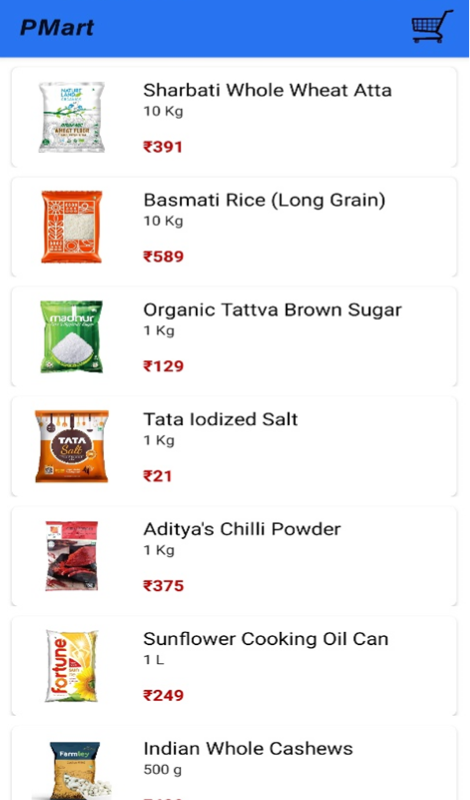 PMart
NATURE
LAND
ORGANICS
WHEAT FLOUR
Sharbati Whole Wheat Atta
10 Kg
₹391
Basmati Rice (Long Grain)
10 Kg
₹589
madhur
Organic Tattva Brown Sugar
1 Kg
₹129
TATA
Salt
Tata Iodized Salt
1 Kg
₹21
Aditya's Chilli Powder
1 Kg
₹375
fortune
Sunflower Cooking Oil Can
1 L
₹249
Farmley
Indian Whole Cashews
500 g